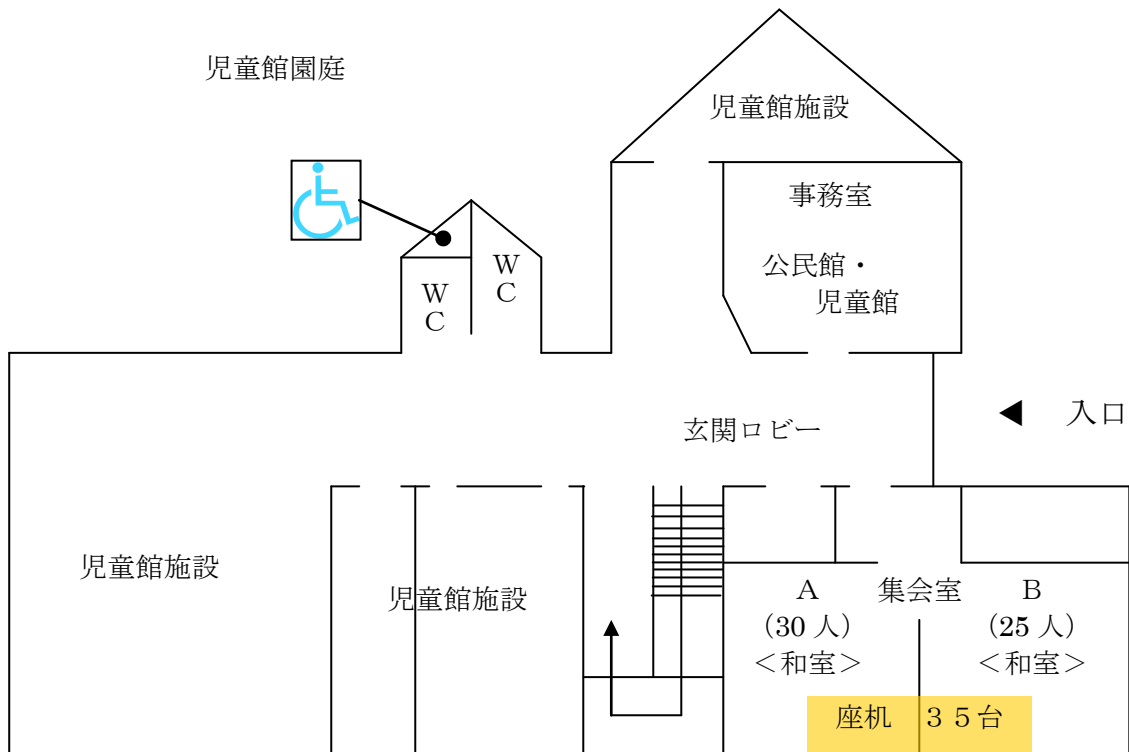 児童館園庭
児童館施設
事務室
公民館・
児童館
ＷＣ
ＷＣ
玄関ロビー
◀ 入口
児童館施設
児童館施設
Ａ 集会室 Ｂ
（30 人） （25 人）
＜和室＞ ＜和室＞
座机　３５台